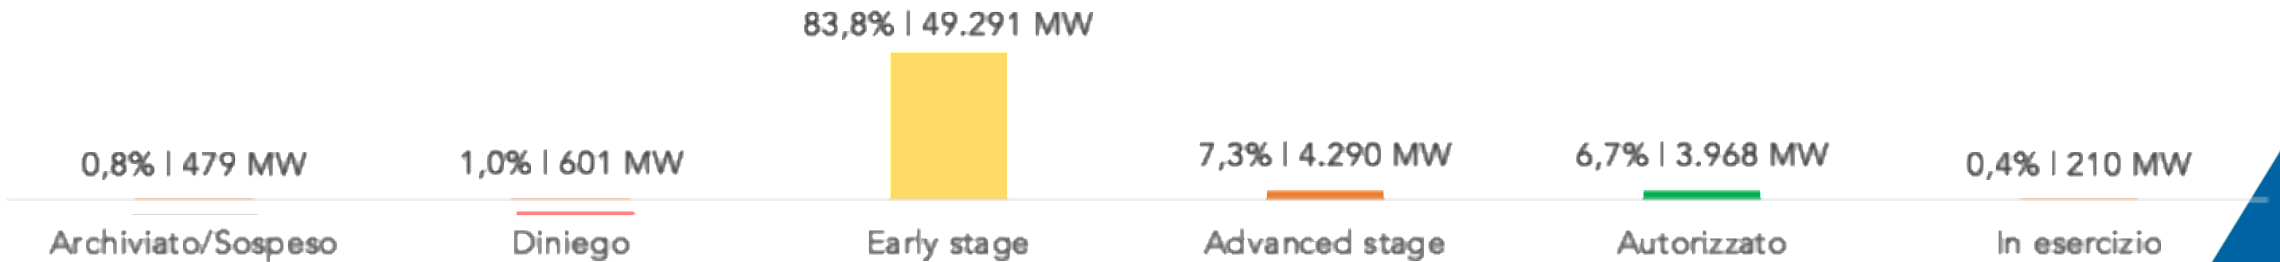 83,8% | 49.291 MW
0,8% | 479 MW
1,0% | 601 MW
7,3% | 4.290 MW
6,7% | 3.968 MW
0,4% | 210 MW
Archiviato/Sospeso
Diniego
Early stage
Advanced stage
Autorizzato
In esercizio